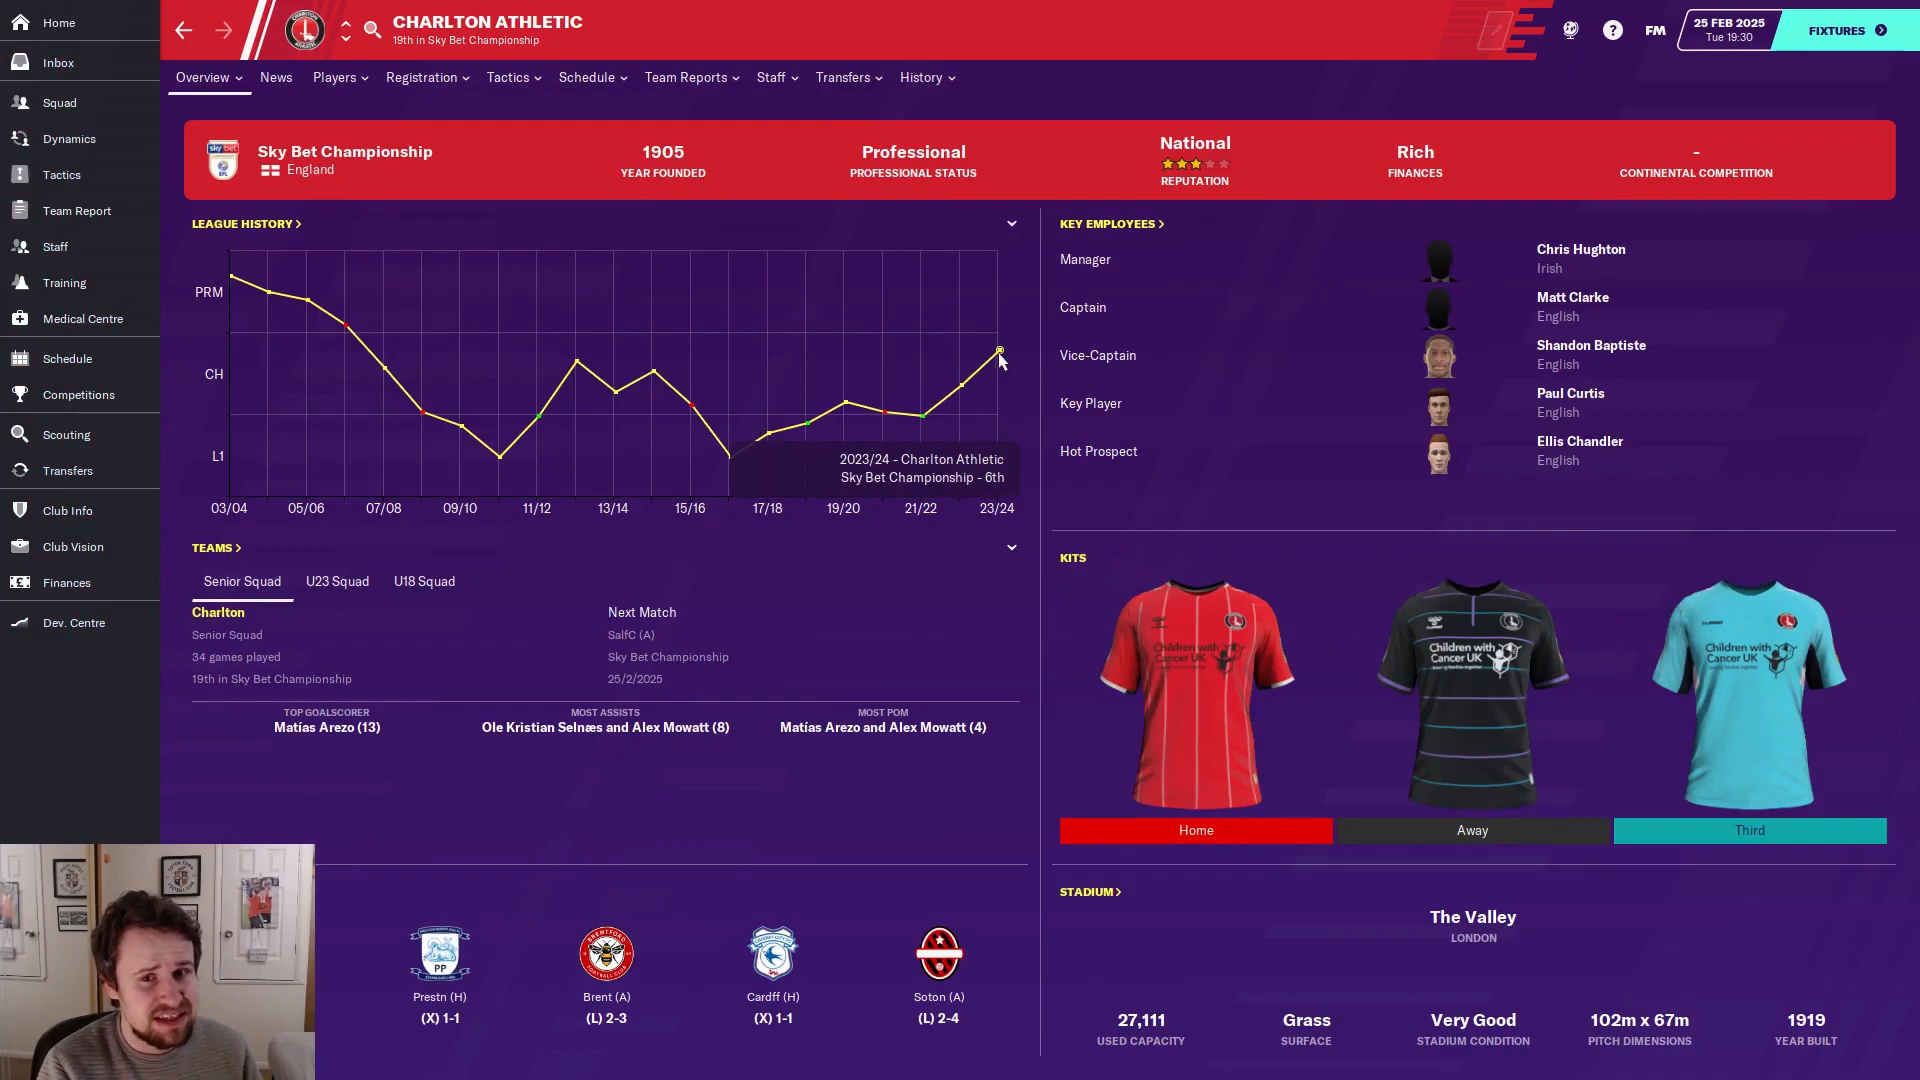 Home
Inbox
Squad
Dynamics
Tactics
Team Report
Staff
Training
Medical Centre
Schedule
Competitions
Scouting
Transfers
Club Info
Club Vision
Finances
Dev. Centre
CHARLTON ATHLETIC
19th in Sky Bet Championship
FM
25 FEB 2025
Tue 19:30
FIXTURES
Overview News Players Registration Tactics Schedule Team Reports Staff Transfers History
sky bet
EFL
Sky Bet Championship
England
1905
YEAR FOUNDED
Professional
PROFESSIONAL STATUS
National
REPUTATION
Rich
FINANCES
-
CONTINENTAL COMPETITION
LEAGUE HISTORY >
PRM
CH
L1
2023/24 - Charlton Athletic
Sky Bet Championship - 6th
03/04 05/06 07/08 09/10 11/12 13/14 15/16 17/18 19/20 21/22 23/24
TEAMS >
Senior Squad U23 Squad U18 Squad
Charlton
Senior Squad
34 games played
19th in Sky Bet Championship
Next Match
SalfC (A)
Sky Bet Championship
25/2/2025
TOP GOALSCORER
Matías Arezo (13)
MOST ASSISTS
Ole Kristian Selnæs and Alex Mowatt (8)
MOST POM
Matías Arezo and Alex Mowatt (4)
PP
BRENTFORD
FOOTBALL CLUB
CARDIFF CITY FC
Prestn (H)
(X) 1-1
Brent (A)
(L) 2-3
Cardff (H)
(X) 1-1
Soton (A)
(L) 2-4
KEY EMPLOYEES >
Manager
Chris Hughton
Irish
Captain
Matt Clarke
English
Vice-Captain
Shandon Baptiste
English
Key Player
Paul Curtis
English
Hot Prospect
Ellis Chandler
English
KITS
Children with
Cancer UK
Children with
Cancer UK
Children with
Cancer UK
Home
Away
Third
STADIUM >
The Valley
LONDON
27,111
USED CAPACITY
Grass
SURFACE
Very Good
STADIUM CONDITION
102m x 67m
PITCH DIMENSIONS
1919
YEAR BUILT